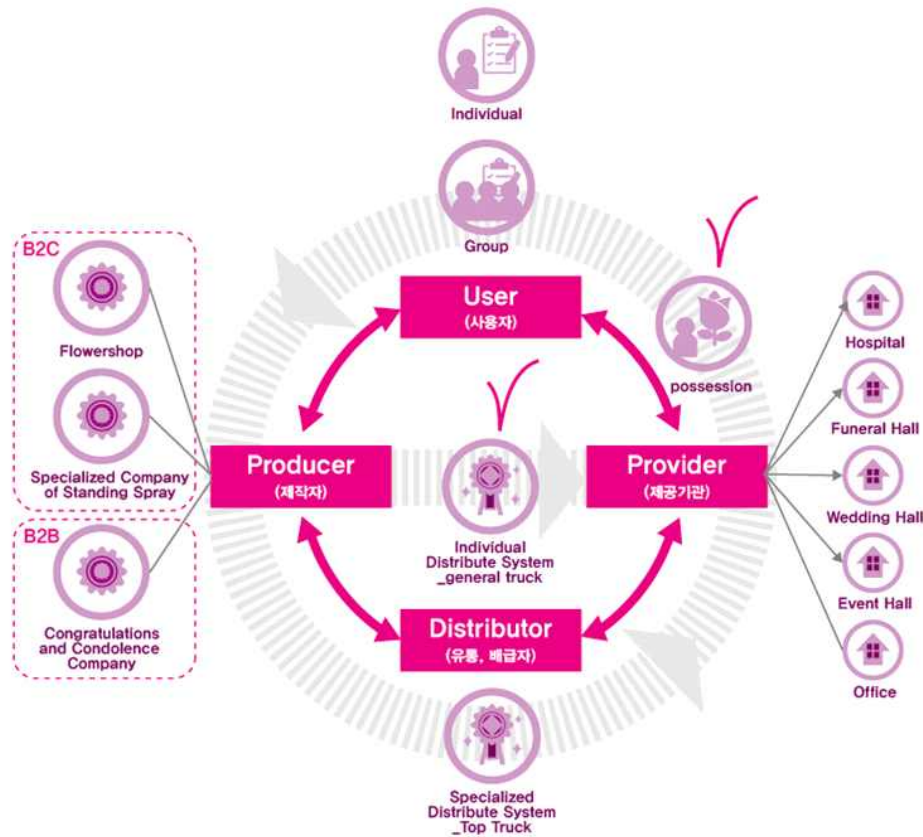 Individual
Group
B2C
Flowershop
Specialized Company
of Standing Spray
B2B
Congratulations
and Condolence
Company
User
(사용자)
possession
Producer
(제작자)
Individual
Distribute System
_general truck
Provider
(제공기관)
Distributor
(유통, 배급자)
Specialized
Distribute System
_Top Truck
Hospital
Funeral Hall
Wedding Hall
Event Hall
Office